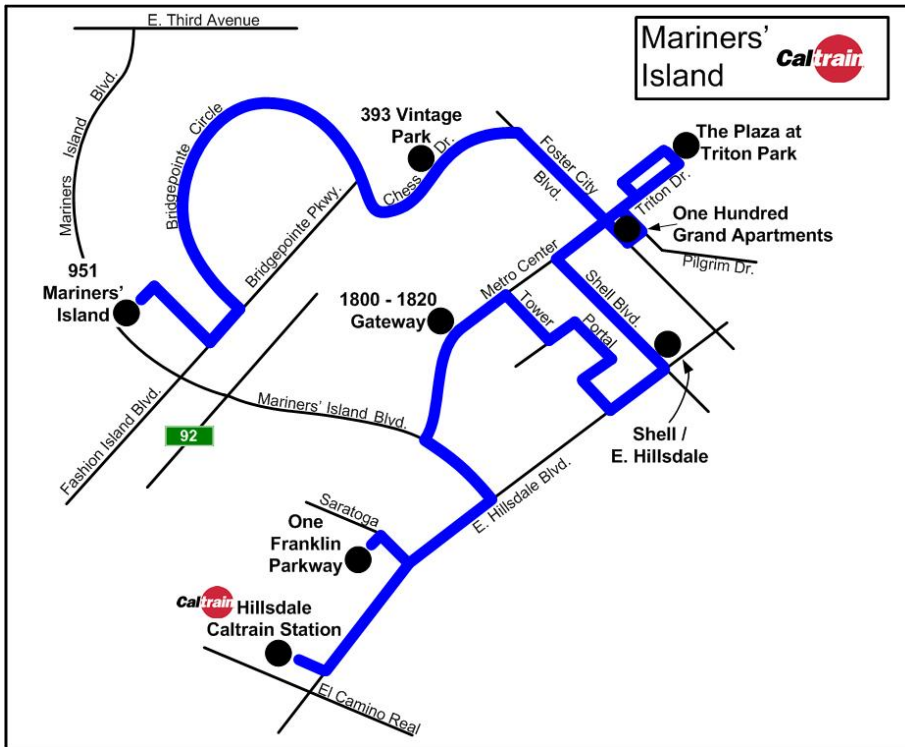 E. Third Avenue
Mariners'
Island
Caltrain
Mariners Island Blvd.
Bridgepointe Circle
393 Vintage
Park
Chess Dr.
Foster City
Blvd.
The Plaza at
Triton Park
Triton Dr.
One Hundred
Grand Apartments
Pilgrim Dr.
Bridgepointe Pkwy.
951
Mariners'
Island
1800 - 1820
Gateway
Metro Center
Tower
Portal
Shell Blvd.
Shell /
E. Hillsdale
Mariners' Island Blvd.
Fashion Island Blvd.
92
E. Hillsdale Blvd.
Saratoga
One
Franklin
Parkway
Caltrain
Hillsdale
Caltrain Station
El Camino Real